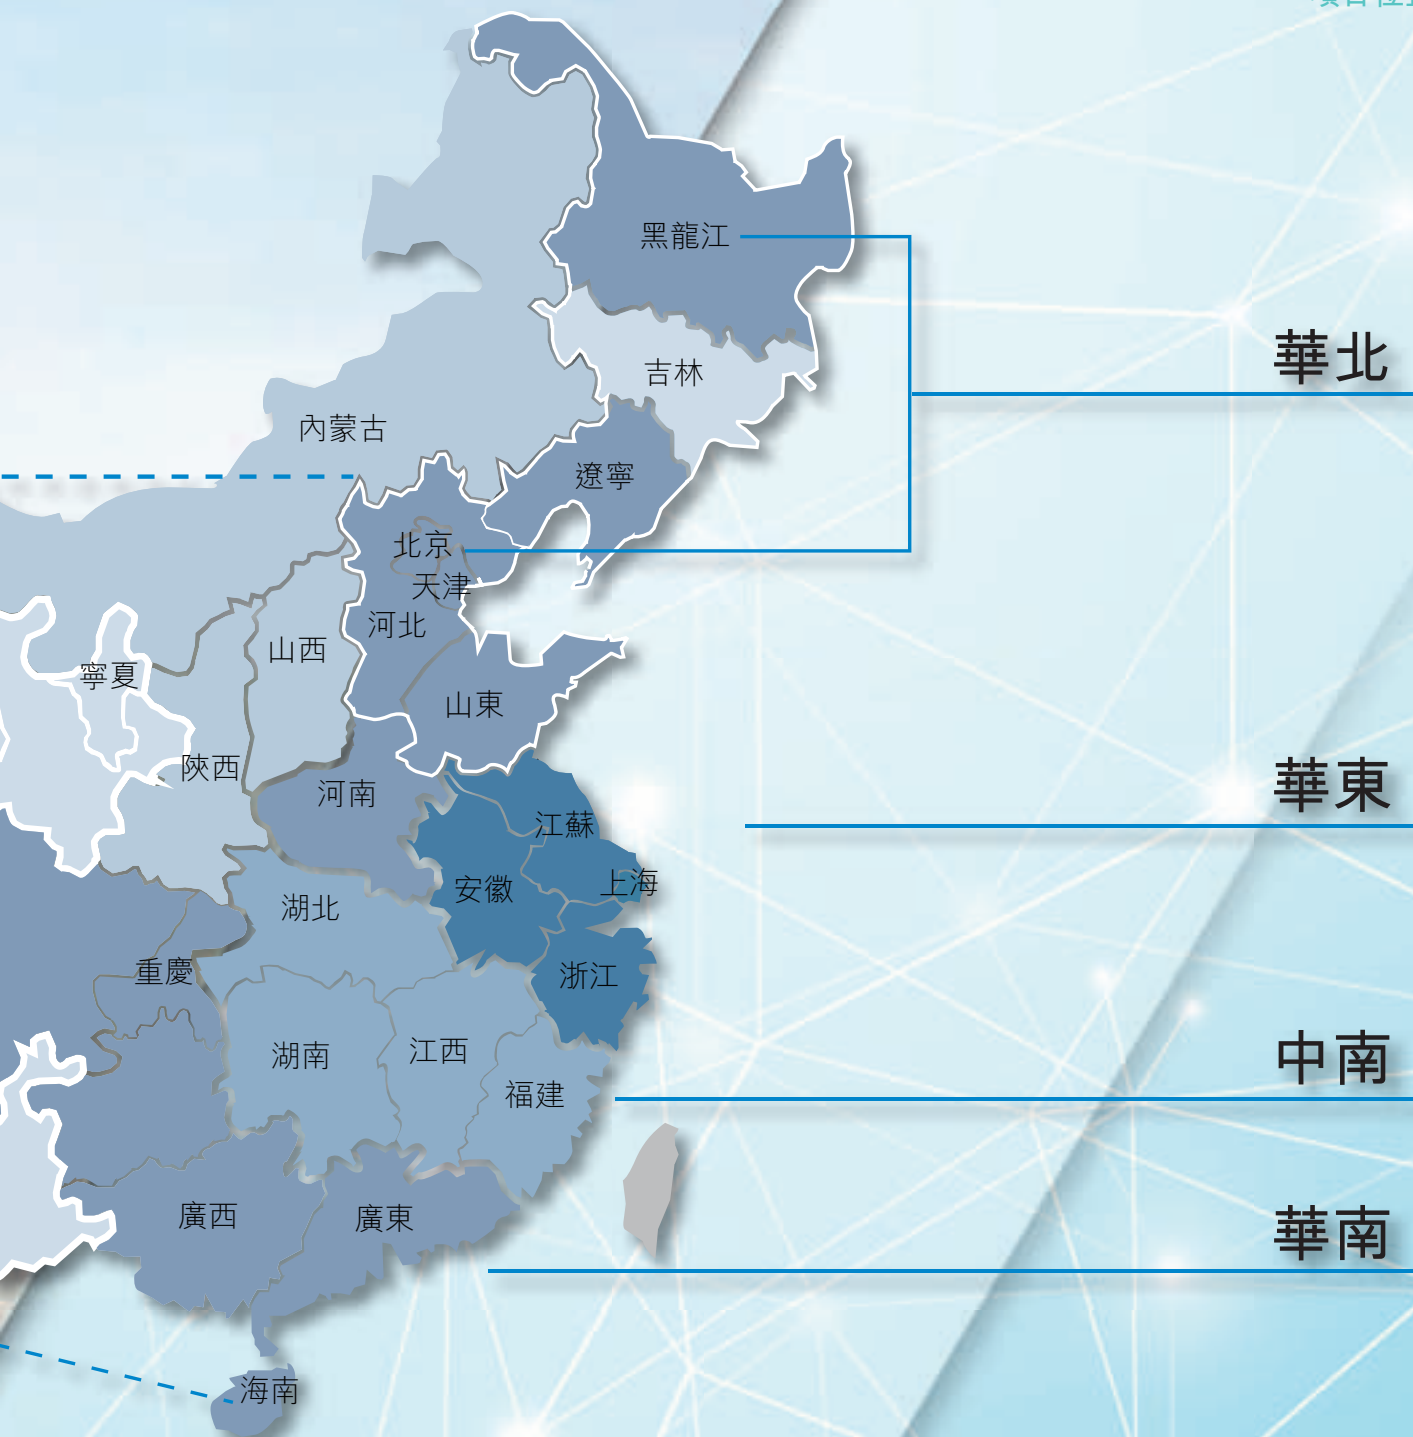 黑龍江
華北
吉林
內蒙古
遼寧
北京
天津
河北
山西
寧夏
山東
陝西
河南
華東
江蘇
上海
安徽
湖北
重慶
浙江
湖南
江西
中南
福建
廣西
廣東
華南
海南